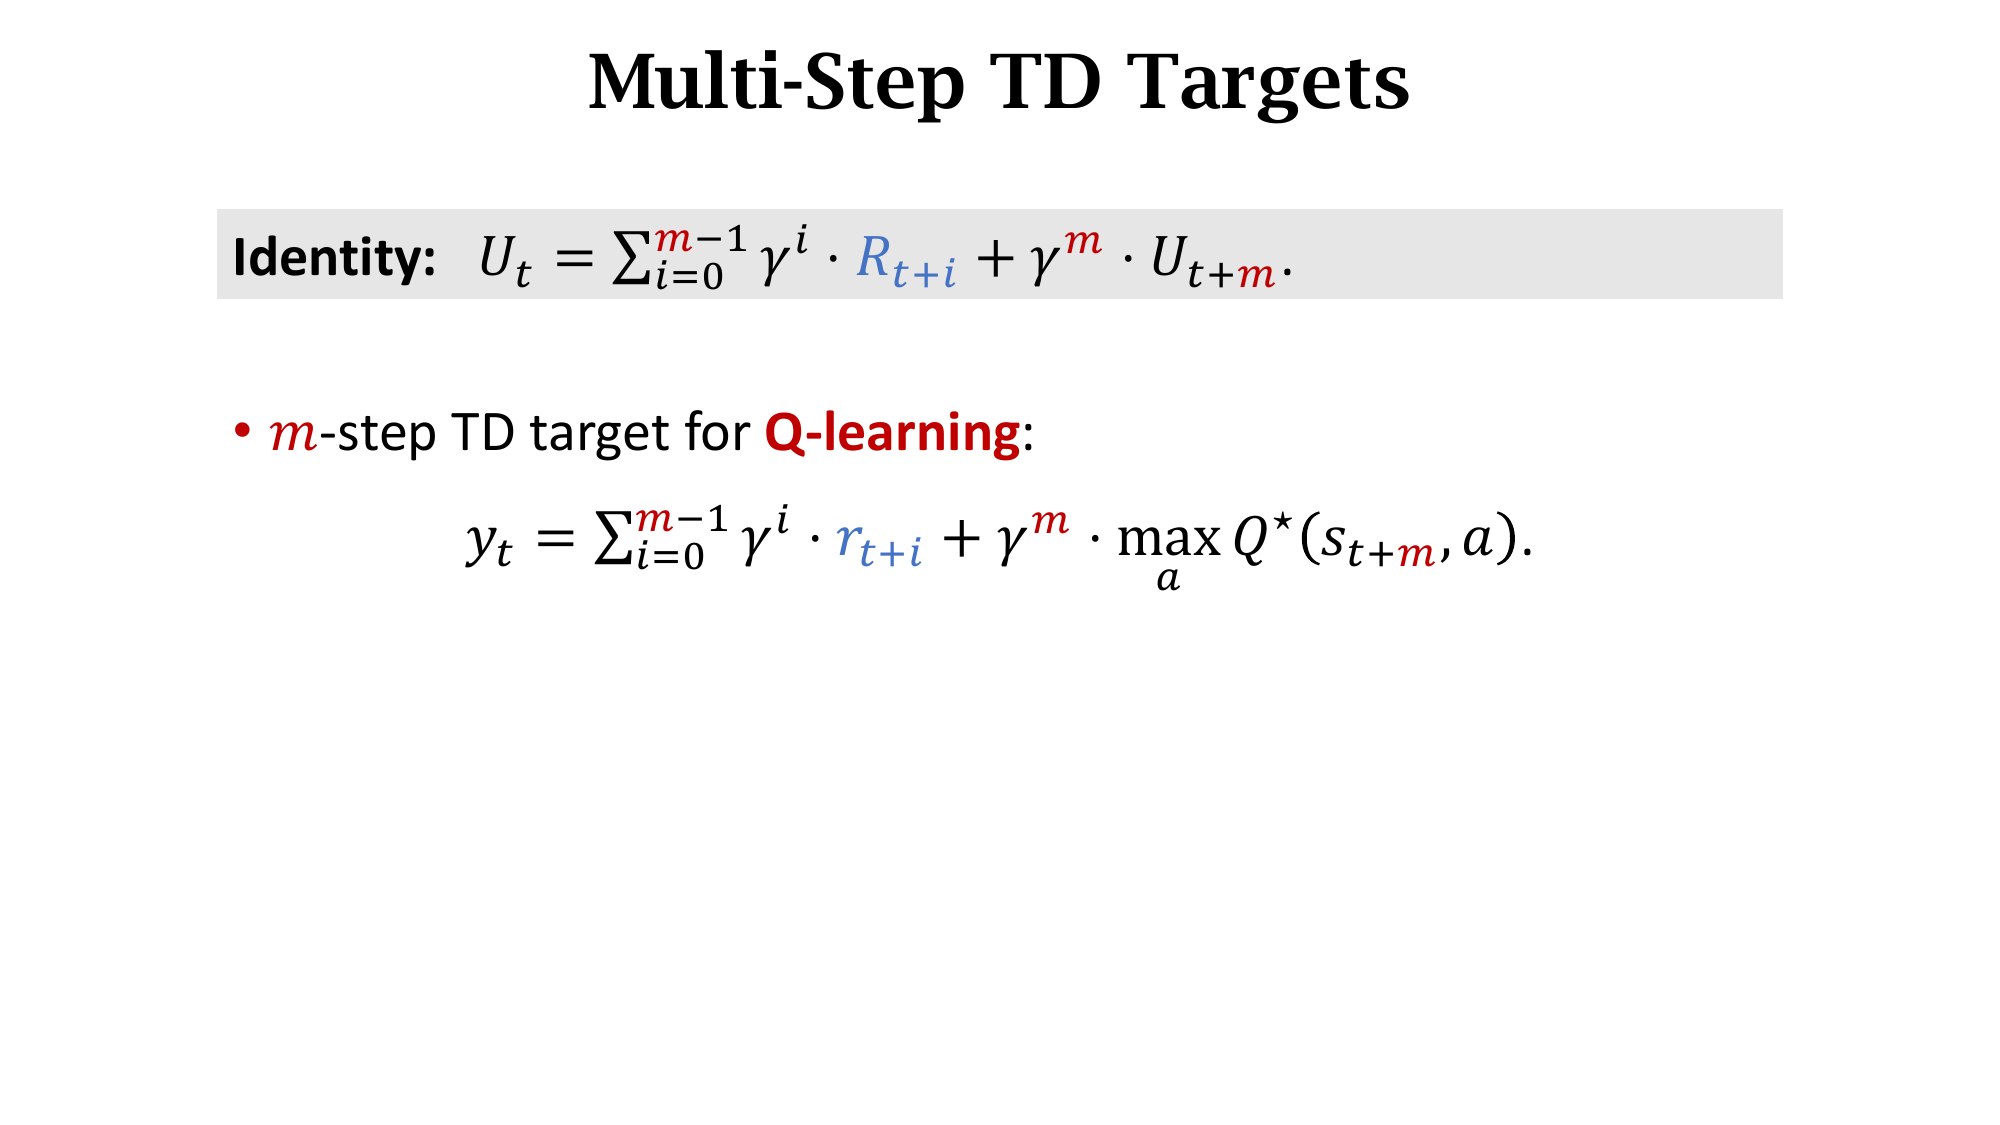 Multi-Step TD Targets
Identity: $U_t = \sum_{i=0}^{m-1} \gamma^i \cdot R_{t+i} + \gamma^m \cdot U_{t+m}.$
• $m$-step TD target for Q-learning:
$y_t = \sum_{i=0}^{m-1} \gamma^i \cdot r_{t+i} + \gamma^m \cdot \max_a Q^\star(s_{t+m}, a).$